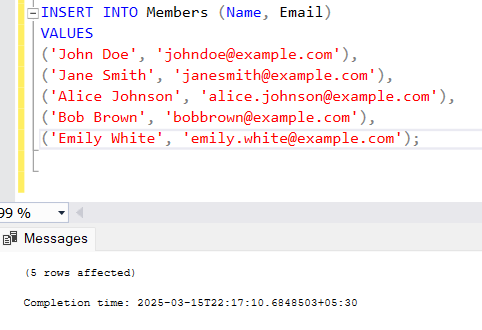 INSERT INTO Members (Name, Email)
VALUES
('John Doe', 'johndoe@example.com'),
('Jane Smith', 'janesmith@example.com'),
('Alice Johnson', 'alice.johnson@example.com'),
('Bob Brown', 'bobbrown@example.com'),
('Emily White', 'emily.white@example.com');
99 %
Messages
(5 rows affected)
Completion time: 2025-03-15T22:17:10.6848503+05:30